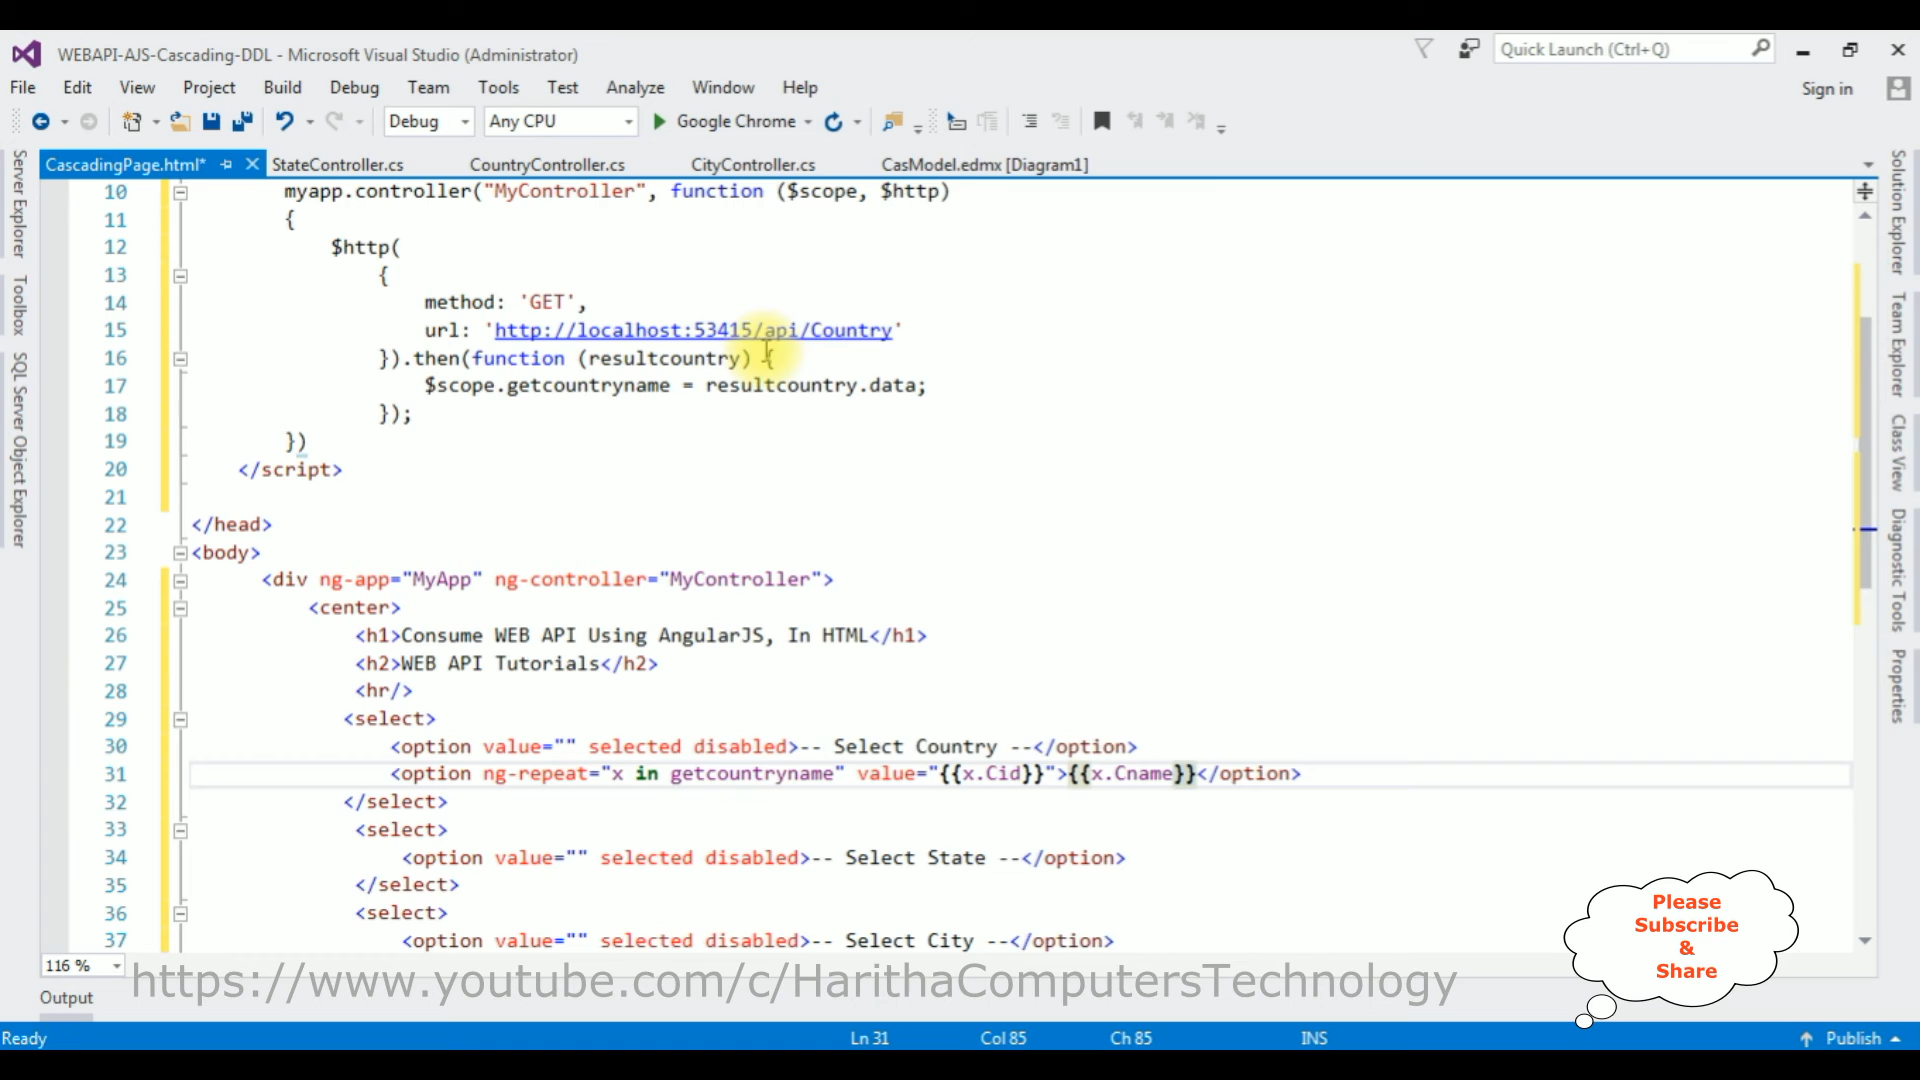 WEBAPI-AJS-Cascading-DDL - Microsoft Visual Studio (Administrator)
Quick Launch (Ctrl+Q)
File Edit View Project Build Debug Team Tools Test Analyze Window Help
Sign in
Debug Any CPU Google Chrome
CascadingPage.html* StateController.cs CountryController.cs CityController.cs CasModel.edmx [Diagram1]
Server Explorer
Toolbox
SQL Server Object Explorer
10 myapp.controller("MyController", function ($scope, $http)
11 {
12 $http(
13 {
14 method: 'GET',
15 url: 'http://localhost:53415/api/Country'
16 }).then(function (resultcountry) {
17 $scope.getcountryname = resultcountry.data;
18 });
19 })
20 </script>
21
22 </head>
23 <body>
24 <div ng-app="MyApp" ng-controller="MyController">
25 <center>
26 <h1>Consume WEB API Using AngularJS, In HTML</h1>
27 <h2>WEB API Tutorials</h2>
28 <hr/>
29 <select>
30 <option value="" selected disabled>-- Select Country --</option>
31 <option ng-repeat="x in getcountryname" value="{{x.Cid}}">{{x.Cname}}</option>
32 </select>
33 <select>
34 <option value="" selected disabled>-- Select State --</option>
35 </select>
36 <select>
37 <option value="" selected disabled>-- Select City --</option>
Solution Explorer
Team Explorer
Class View
Diagnostic Tools
Properties
Please
Subscribe
&
Share
116 %
https://www.youtube.com/c/HarithaComputersTechnology
Output
Ready Ln 31 Col 85 Ch 85 INS Publish